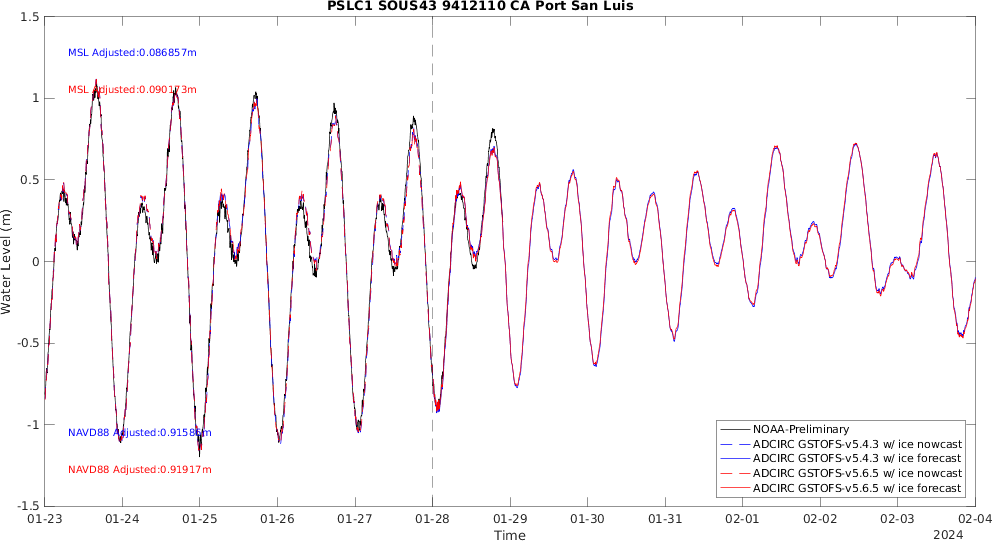 PSLC1 SOUS43 9412110 CA Port San Luis
1.5
MSL Adjusted:0.086857m
MSL Adjusted:0.090173m
1
0.5
0
-0.5
-1
-1.5
Water Level (m)
NAVD88 Adjusted:0.91586m
NAVD88 Adjusted:0.91917m
NOAA-Preliminary
ADCIRC GSTOFS-v5.4.3 w/ ice nowcast
ADCIRC GSTOFS-v5.4.3 w/ ice forecast
ADCIRC GSTOFS-v5.6.5 w/ ice nowcast
ADCIRC GSTOFS-v5.6.5 w/ ice forecast
01-23 01-24 01-25 01-26 01-27 01-28 01-29 01-30 01-31 02-01 02-02 02-03 02-04
Time
2024